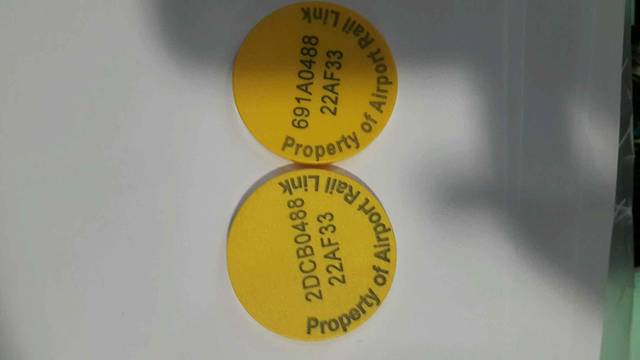 691A0488
22AF33
Property of Airport Rail Link
2DCB0488
22AF33
Property of Airport Rail Link